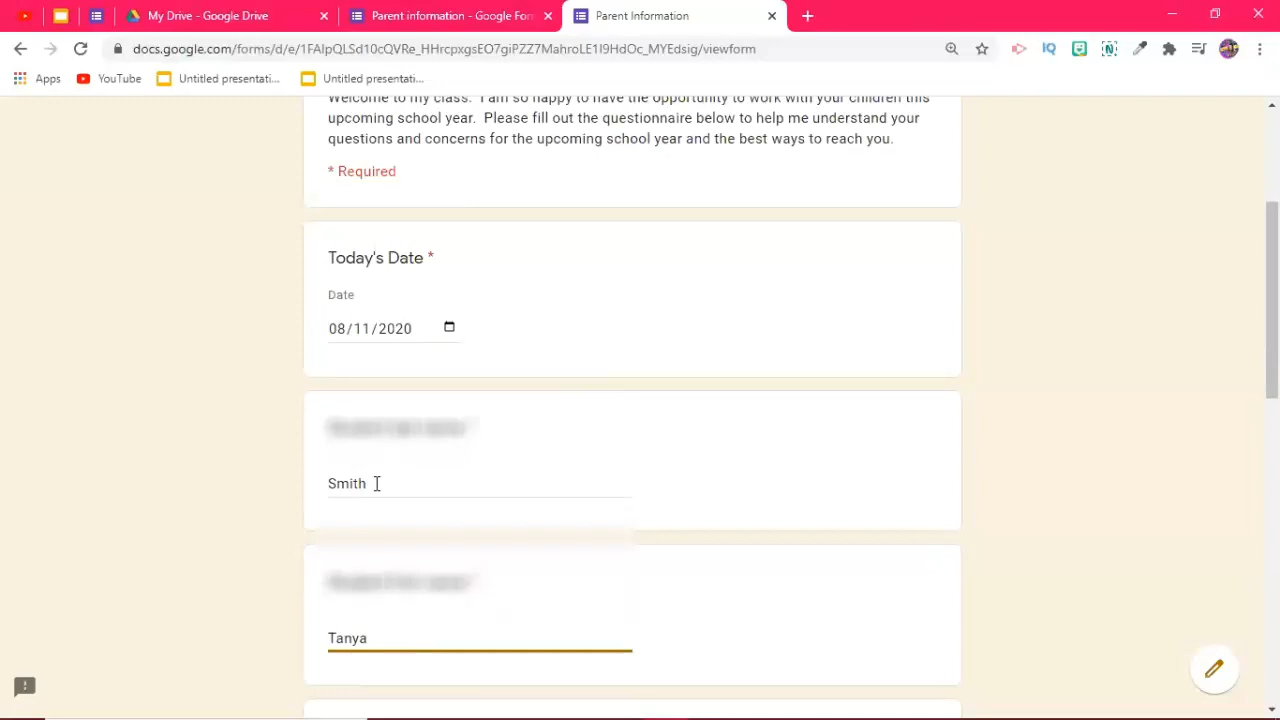 My Drive - Google Drive
Parent information - Google For
Parent Information
docs.google.com/forms/d/e/1FAIpQLSd10cQVRe_HHrcpxgsEO7giPZZ7MahroLE1I9HdOc_MYEdsig/viewform
Apps
YouTube
Untitled presentati...
Untitled presentati...
Welcome to my class. I am so happy to have the opportunity to work with your children this
upcoming school year. Please fill out the questionnaire below to help me understand your
questions and concerns for the upcoming school year and the best ways to reach you.
* Required
Today's Date *
Date
08/11/2020
Smith
Tanya